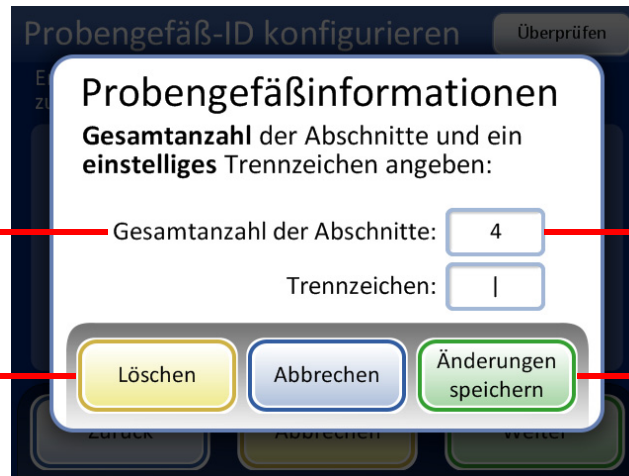 Probengefäß-ID konfigurieren
Überprüfen
Probengefäßinformationen
Gesamtanzahl der Abschnitte und ein
einstelliges Trennzeichen angeben:
Gesamtanzahl der Abschnitte: 4
Trennzeichen: |
Löschen
Abbrechen
Änderungen
speichern
Zurück
Abbrechen
Weiter